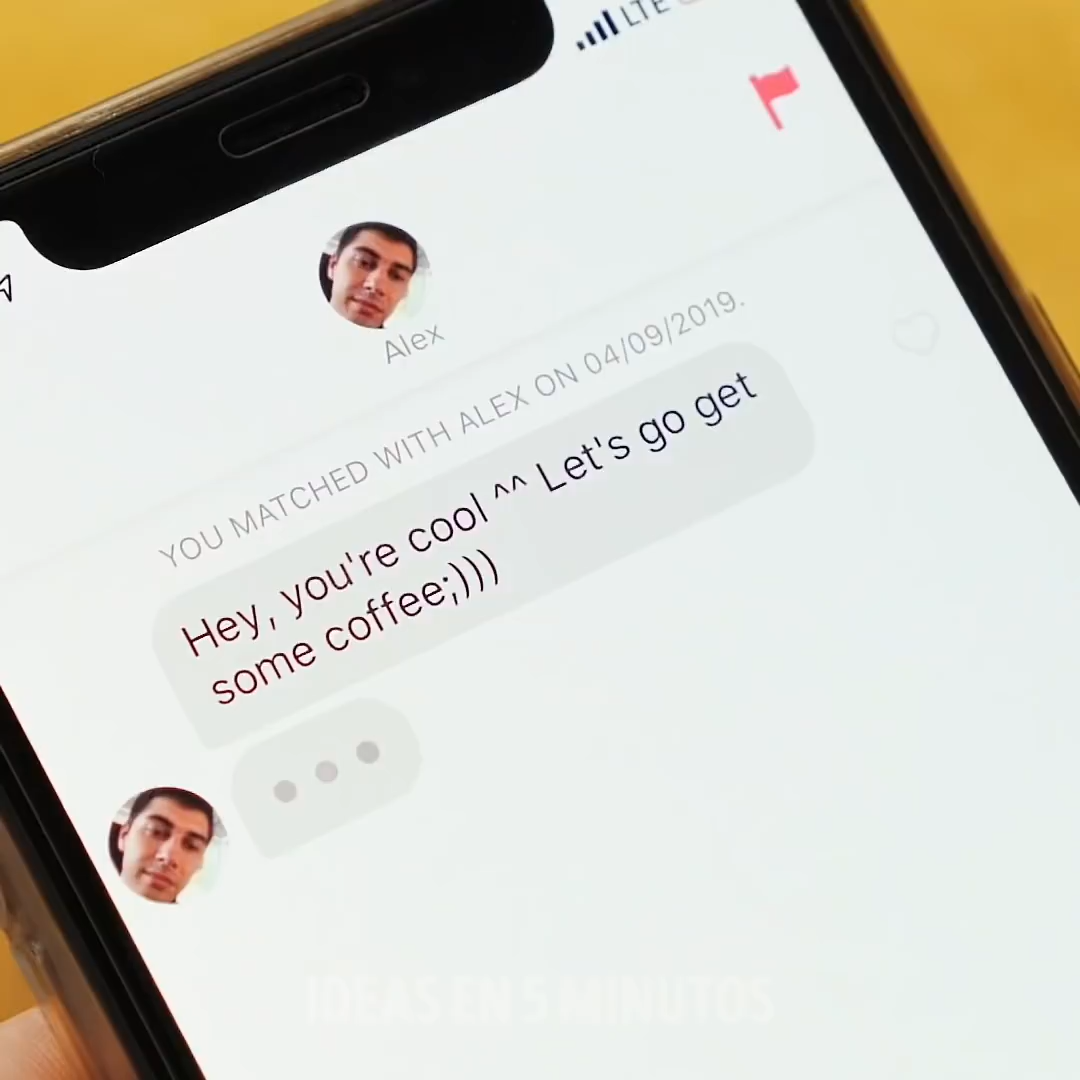 LTE
Alex
YOU MATCHED WITH ALEX ON 04/09/2019.
Hey, you're cool ^^ Let's go get
some coffee;)))
IDEAS EN 5 MINUTOS